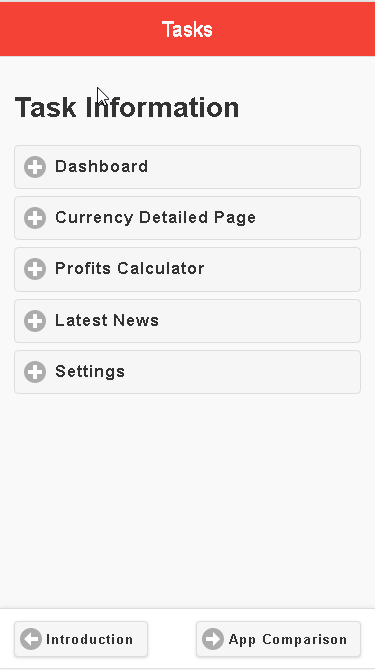 Tasks
Task Information
Dashboard
Currency Detailed Page
Profits Calculator
Latest News
Settings
Introduction
App Comparison